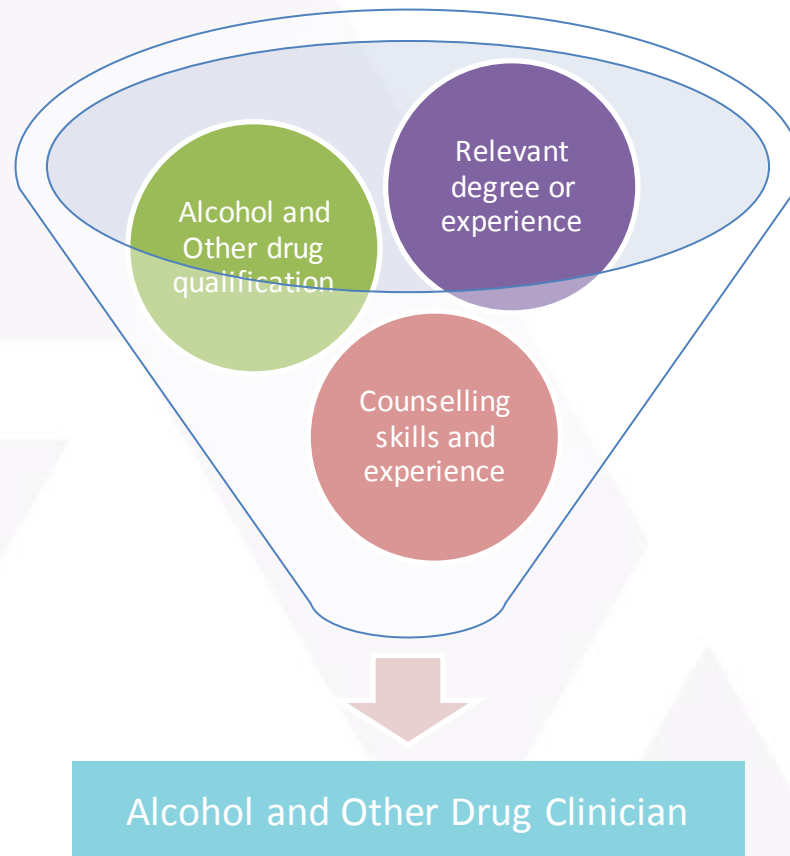 Relevant
degree or
experience
Alcohol and
Other drug
qualification
Counselling
skills and
experience
Alcohol and Other Drug Clinician